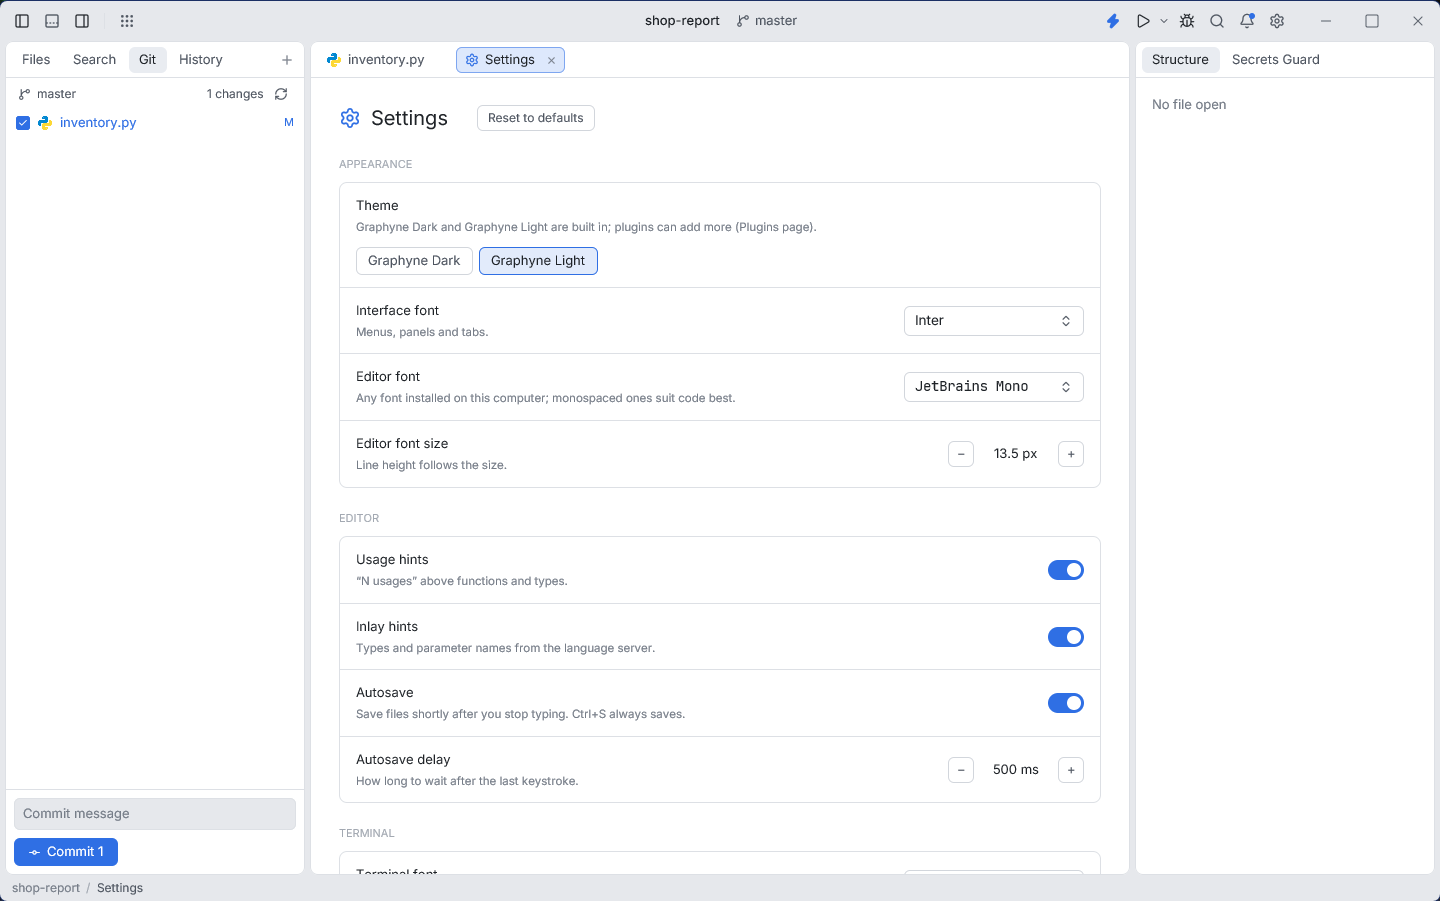 shop-report master
Files Search Git History
master 1 changes
inventory.py M
Commit message
Commit 1
inventory.py Settings
Settings Reset to defaults
APPEARANCE
Theme
Graphyne Dark and Graphyne Light are built in; plugins can add more (Plugins page).
Graphyne Dark Graphyne Light
Interface font
Menus, panels and tabs.
Inter
Editor font
Any font installed on this computer; monospaced ones suit code best.
JetBrains Mono
Editor font size
Line height follows the size.
− 13.5 px +
EDITOR
Usage hints
“N usages” above functions and types.
Inlay hints
Types and parameter names from the language server.
Autosave
Save files shortly after you stop typing. Ctrl+S always saves.
Autosave delay
How long to wait after the last keystroke.
− 500 ms +
TERMINAL
Terminal font
Structure Secrets Guard
No file open
shop-report / Settings